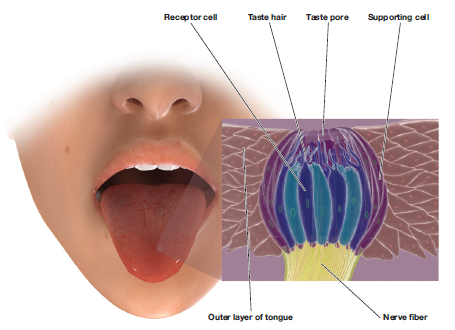 Receptor cell
Taste hair
Taste pore
Supporting cell
Outer layer of tongue
Nerve fiber